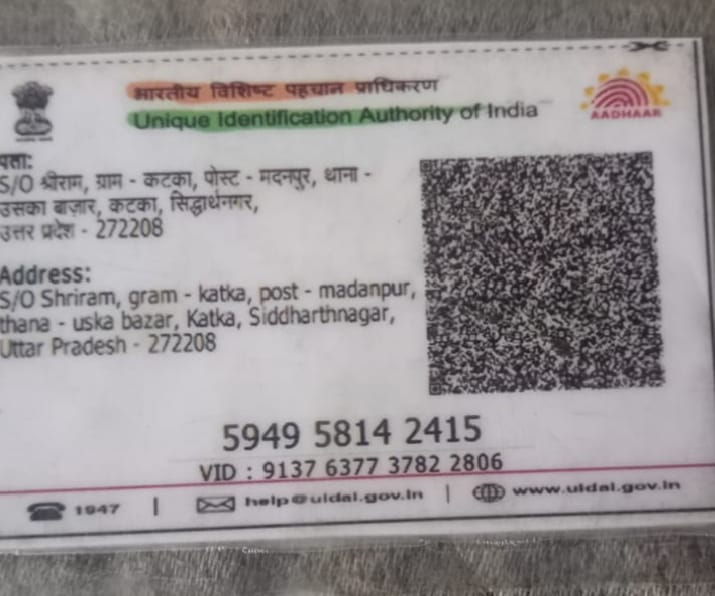 भारतीय विशिष्ट पहचान प्राधिकरण
Unique Identification Authority of India
AADHAAR
पता:
S/O श्रीराम, ग्राम - कटका, पोस्ट - मदनपुर, थाना -
उसका बाज़ार, कटका, सिद्धार्थनगर,
उत्तर प्रदेश - 272208
Address:
S/O Shriram, gram - katka, post - madanpur,
thana - uska bazar, Katka, Siddharthnagar,
Uttar Pradesh - 272208
5949 5814 2415
VID : 9137 6377 3782 2806
1947 | help@uidai.gov.in | www.uidai.gov.in